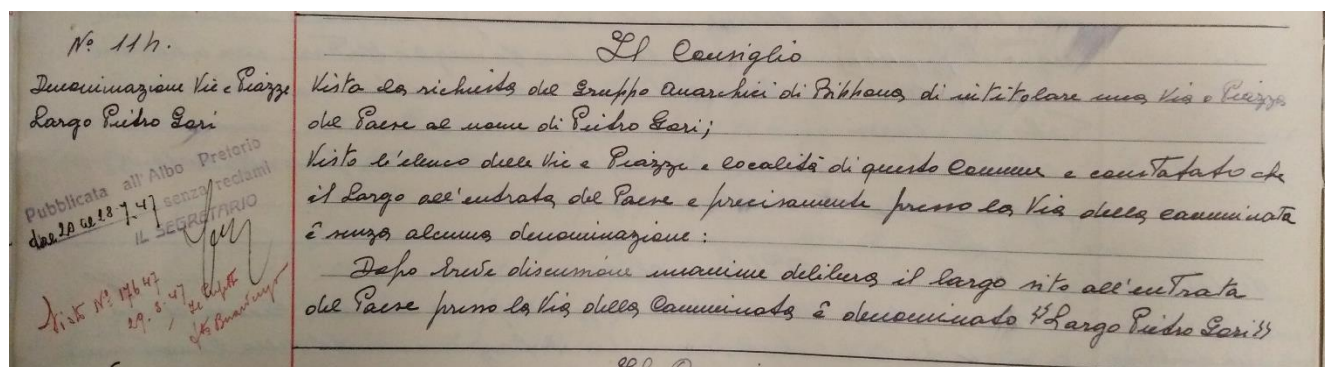 Nº 11h.
Denominazione Vie e Piazze
Largo Pietro Gori
Pubblicata all'Albo Pretorio
dal 20 al 28-7-47 senza reclami
IL SEGRETARIO
Visto Nº 17647
29-8-47
Il Consiglio
Vista la richiesta del Gruppo Anarchici di Bibbona di intitolare una Via o Piazza
del Paese al nome di Pietro Gori;
Visto l'elenco delle Vie e Piazze e località di questo Comune e constatato che
il Largo all'entrata del Paese e precisamente presso la Via della Camminata
è senza alcuna denominazione:
Dopo breve discussione unanime delibera il largo sito all'entrata
del Paese presso la Via della Camminata è denominato "Largo Pietro Gori"